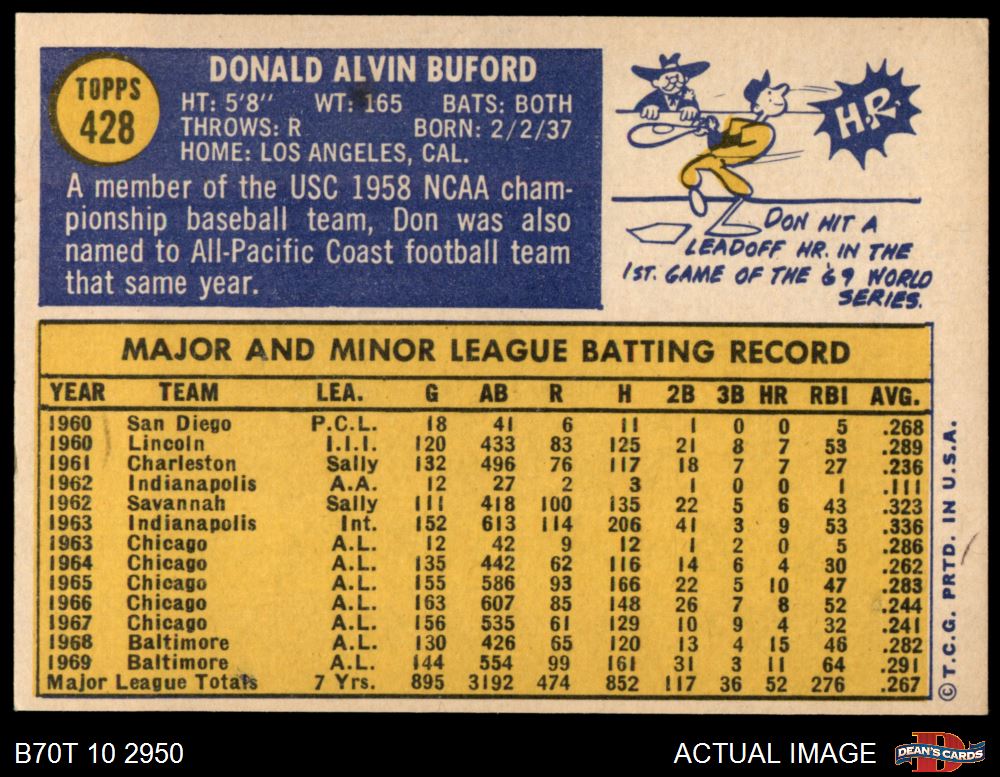 TOPPS
428
DONALD ALVIN BUFORD
HT: 5'8" WT: 165 BATS: BOTH
THROWS: R BORN: 2/2/37
HOME: LOS ANGELES, CAL.
A member of the USC 1958 NCAA cham-
pionship baseball team, Don was also
named to All-Pacific Coast football team
that same year.
H.R.
DON HIT A
LEADOFF HR. IN THE
1ST. GAME OF THE '69 WORLD
SERIES.
MAJOR AND MINOR LEAGUE BATTING RECORD
YEAR TEAM LEA. G AB R H 2B 3B HR RBI AVG.
1960 San Diego P.C.L. 18 41 6 11 1 0 0 5 .268
1960 Lincoln I.I.I. 120 433 83 125 21 8 7 53 .289
1961 Charleston Sally 132 496 76 117 18 7 7 27 .236
1962 Indianapolis A.A. 12 27 2 3 1 0 0 1 .111
1962 Savannah Sally 111 418 100 135 22 5 6 43 .323
1963 Indianapolis Int. 152 613 114 206 41 3 9 53 .336
1963 Chicago A.L. 12 42 9 12 1 2 0 5 .286
1964 Chicago A.L. 135 442 62 116 14 6 4 30 .262
1965 Chicago A.L. 155 586 93 166 22 5 10 47 .283
1966 Chicago A.L. 163 607 85 148 26 7 8 52 .244
1967 Chicago A.L. 156 535 61 129 10 9 4 32 .241
1968 Baltimore A.L. 130 426 65 120 13 4 15 46 .282
1969 Baltimore A.L. 144 554 99 161 31 3 11 64 .291
Major League Totals 7 Yrs. 895 3192 474 852 117 36 52 276 .267
© T.C.G. PRTD. IN U.S.A.
B70T 10 2950
ACTUAL IMAGE
DEAN'S CARDS